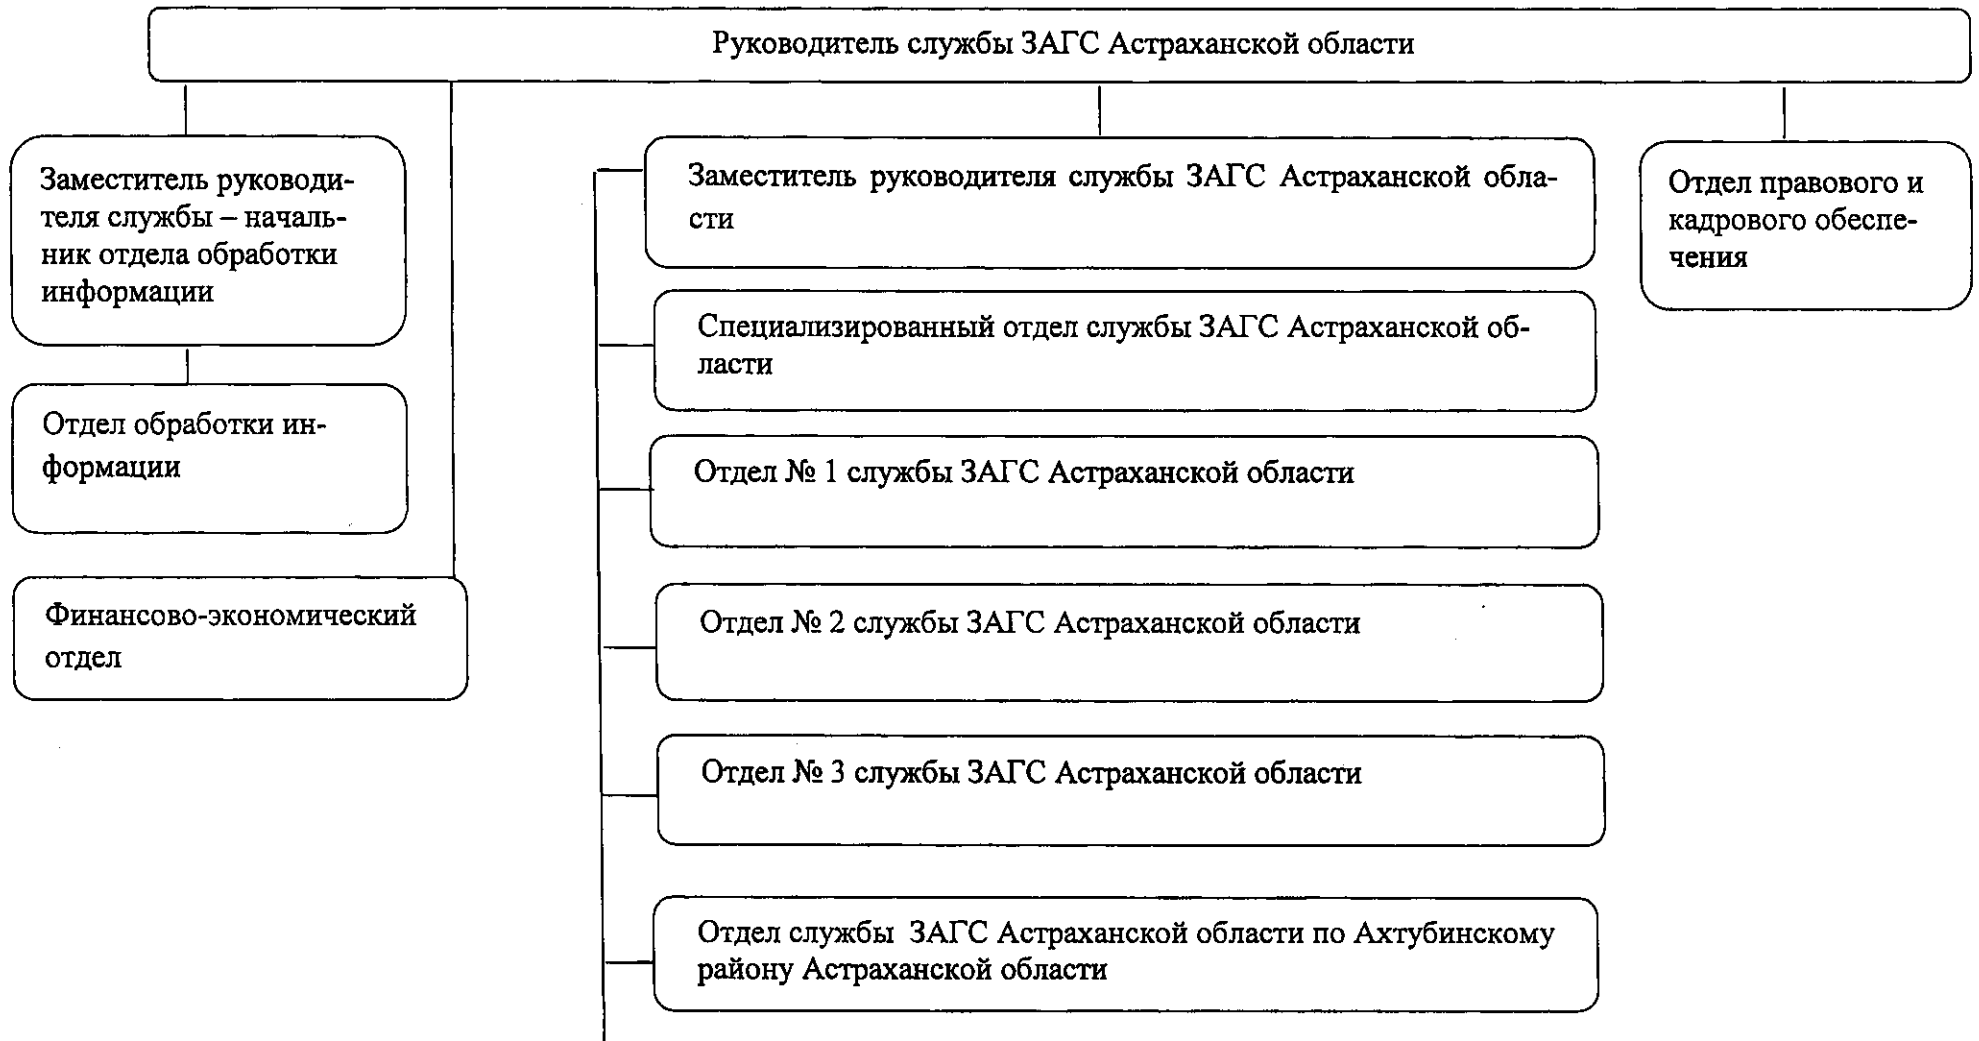 Руководитель службы ЗАГС Астраханской области
Заместитель руководи-
теля службы – началь-
ник отдела обработки
информации
Отдел обработки ин-
формации
Финансово-экономический
отдел
Заместитель руководителя службы ЗАГС Астраханской обла-
сти
Специализированный отдел службы ЗАГС Астраханской об-
ласти
Отдел № 1 службы ЗАГС Астраханской области
Отдел № 2 службы ЗАГС Астраханской области
Отдел № 3 службы ЗАГС Астраханской области
Отдел службы ЗАГС Астраханской области по Ахтубинскому
району Астраханской области
Отдел правового и
кадрового обеспе-
чения